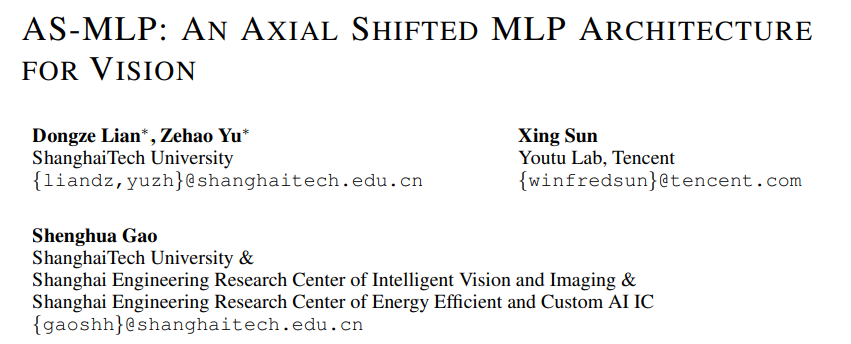 AS-MLP: AN AXIAL SHIFTED MLP ARCHITECTURE
FOR VISION
Dongze Lian*, Zehao Yu*
ShanghaiTech University
{liandz,yuzh}@shanghaitech.edu.cn
Xing Sun
Youtu Lab, Tencent
{winfredsun}@tencent.com
Shenghua Gao
ShanghaiTech University &
Shanghai Engineering Research Center of Intelligent Vision and Imaging &
Shanghai Engineering Research Center of Energy Efficient and Custom AI IC
{gaoshh}@shanghaitech.edu.cn